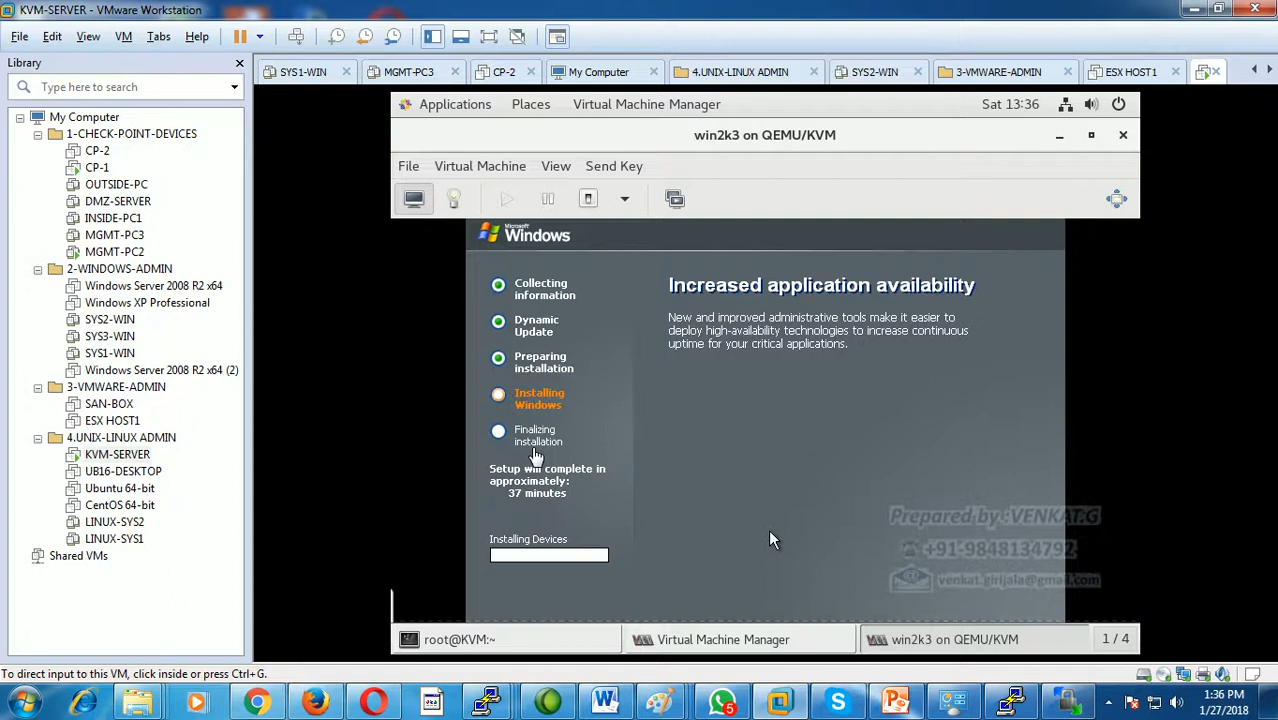 KVM-SERVER - VMware Workstation
File Edit View VM Tabs Help
Library
Type here to search
My Computer
1-CHECK-POINT-DEVICES
CP-2
CP-1
OUTSIDE-PC
DMZ-SERVER
INSIDE-PC1
MGMT-PC3
MGMT-PC2
2-WINDOWS-ADMIN
Windows Server 2008 R2 x64
Windows XP Professional
SYS2-WIN
SYS3-WIN
SYS1-WIN
Windows Server 2008 R2 x64 (2)
3-VMWARE-ADMIN
SAN-BOX
ESX HOST1
4.UNIX-LINUX ADMIN
KVM-SERVER
UB16-DESKTOP
Ubuntu 64-bit
CentOS 64-bit
LINUX-SYS2
LINUX-SYS1
Shared VMs
SYS1-WIN MGMT-PC3 CP-2 My Computer 4.UNIX-LINUX ADMIN SYS2-WIN 3-VMWARE-ADMIN ESX HOST1
Applications Places Virtual Machine Manager Sat 13:36
win2k3 on QEMU/KVM
File Virtual Machine View Send Key
Microsoft
Windows
Collecting
information
Dynamic
Update
Preparing
installation
Installing
Windows
Finalizing
installation
Setup will complete in
approximately:
37 minutes
Installing Devices
Increased application availability
New and improved administrative tools make it easier to
deploy high-availability technologies to increase continuous
uptime for your critical applications.
Prepared by :VENKAT.G
+91-9848134792
venkat.girijala@gmail.com
root@KVM:~ Virtual Machine Manager win2k3 on QEMU/KVM 1 / 4
To direct input to this VM, click inside or press Ctrl+G.
5
1:36 PM
1/27/2018